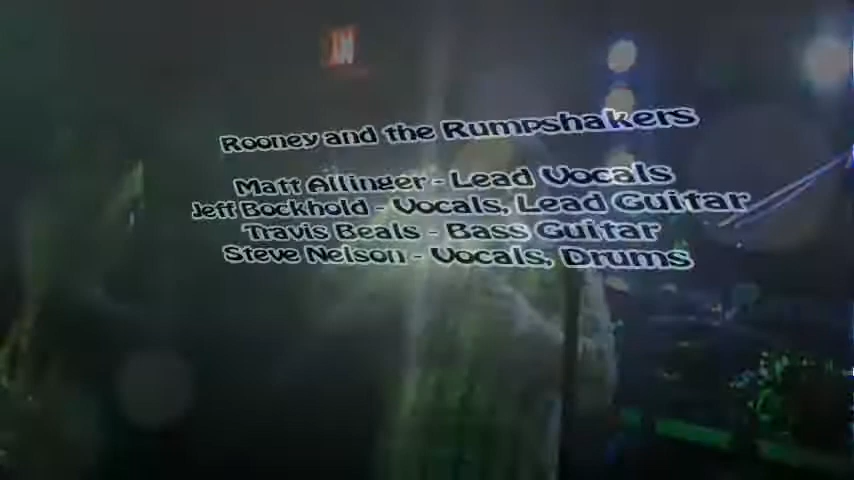 Rooney and the Rumpshakers
Matt Allinger - Lead Vocals
Jeff Bockhold - Vocals, Lead Guitar
Travis Beals - Bass Guitar
Steve Nelson - Vocals, Drums